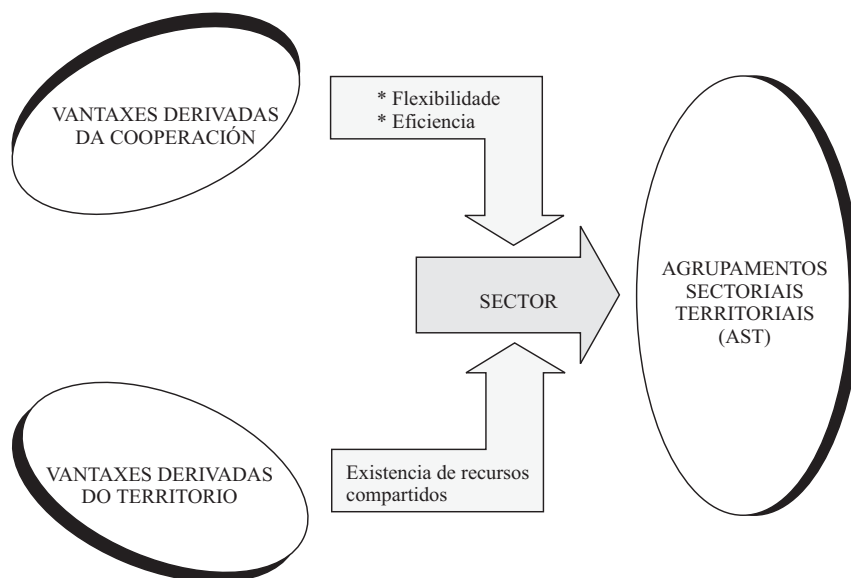 VANTAXES DERIVADAS
DA COOPERACIÓN
* Flexibilidade
* Eficiencia
SECTOR
AGRUPAMENTOS
SECTORIAIS
TERRITORIAIS
(AST)
VANTAXES DERIVADAS
DO TERRITORIO
Existencia de recursos
compartidos